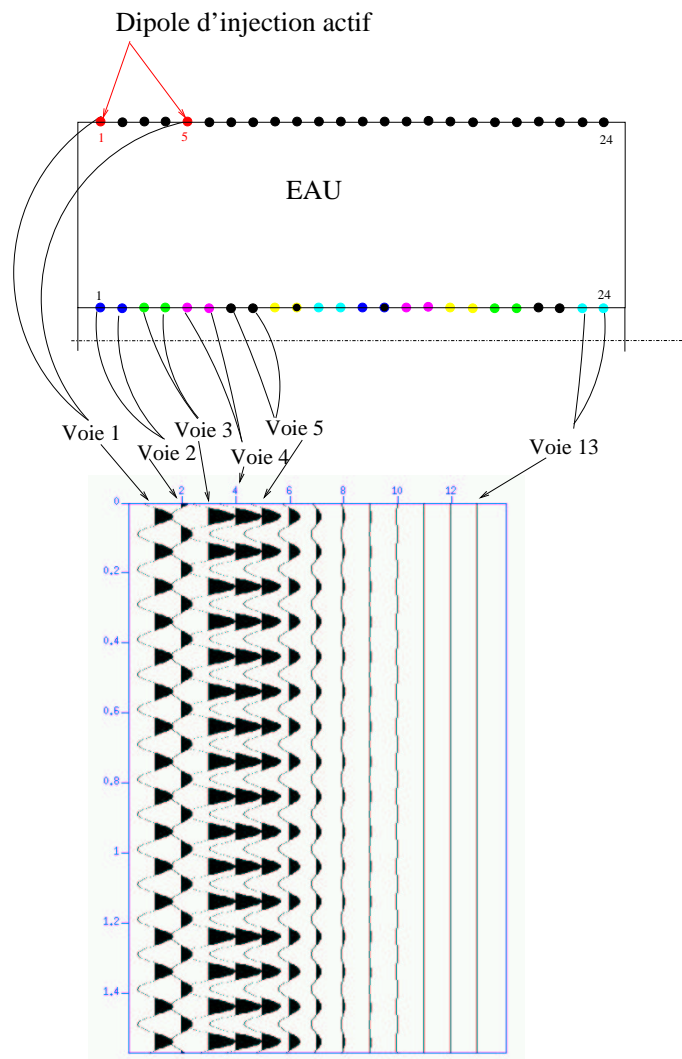 Dipole d'injection actif
1 5 24
EAU
1 24
Voie 1
Voie 2
Voie 3
Voie 4
Voie 5
Voie 13
2 4 6 8 10 12
0
0.2
0.4
0.6
0.8
1
1.2
1.4